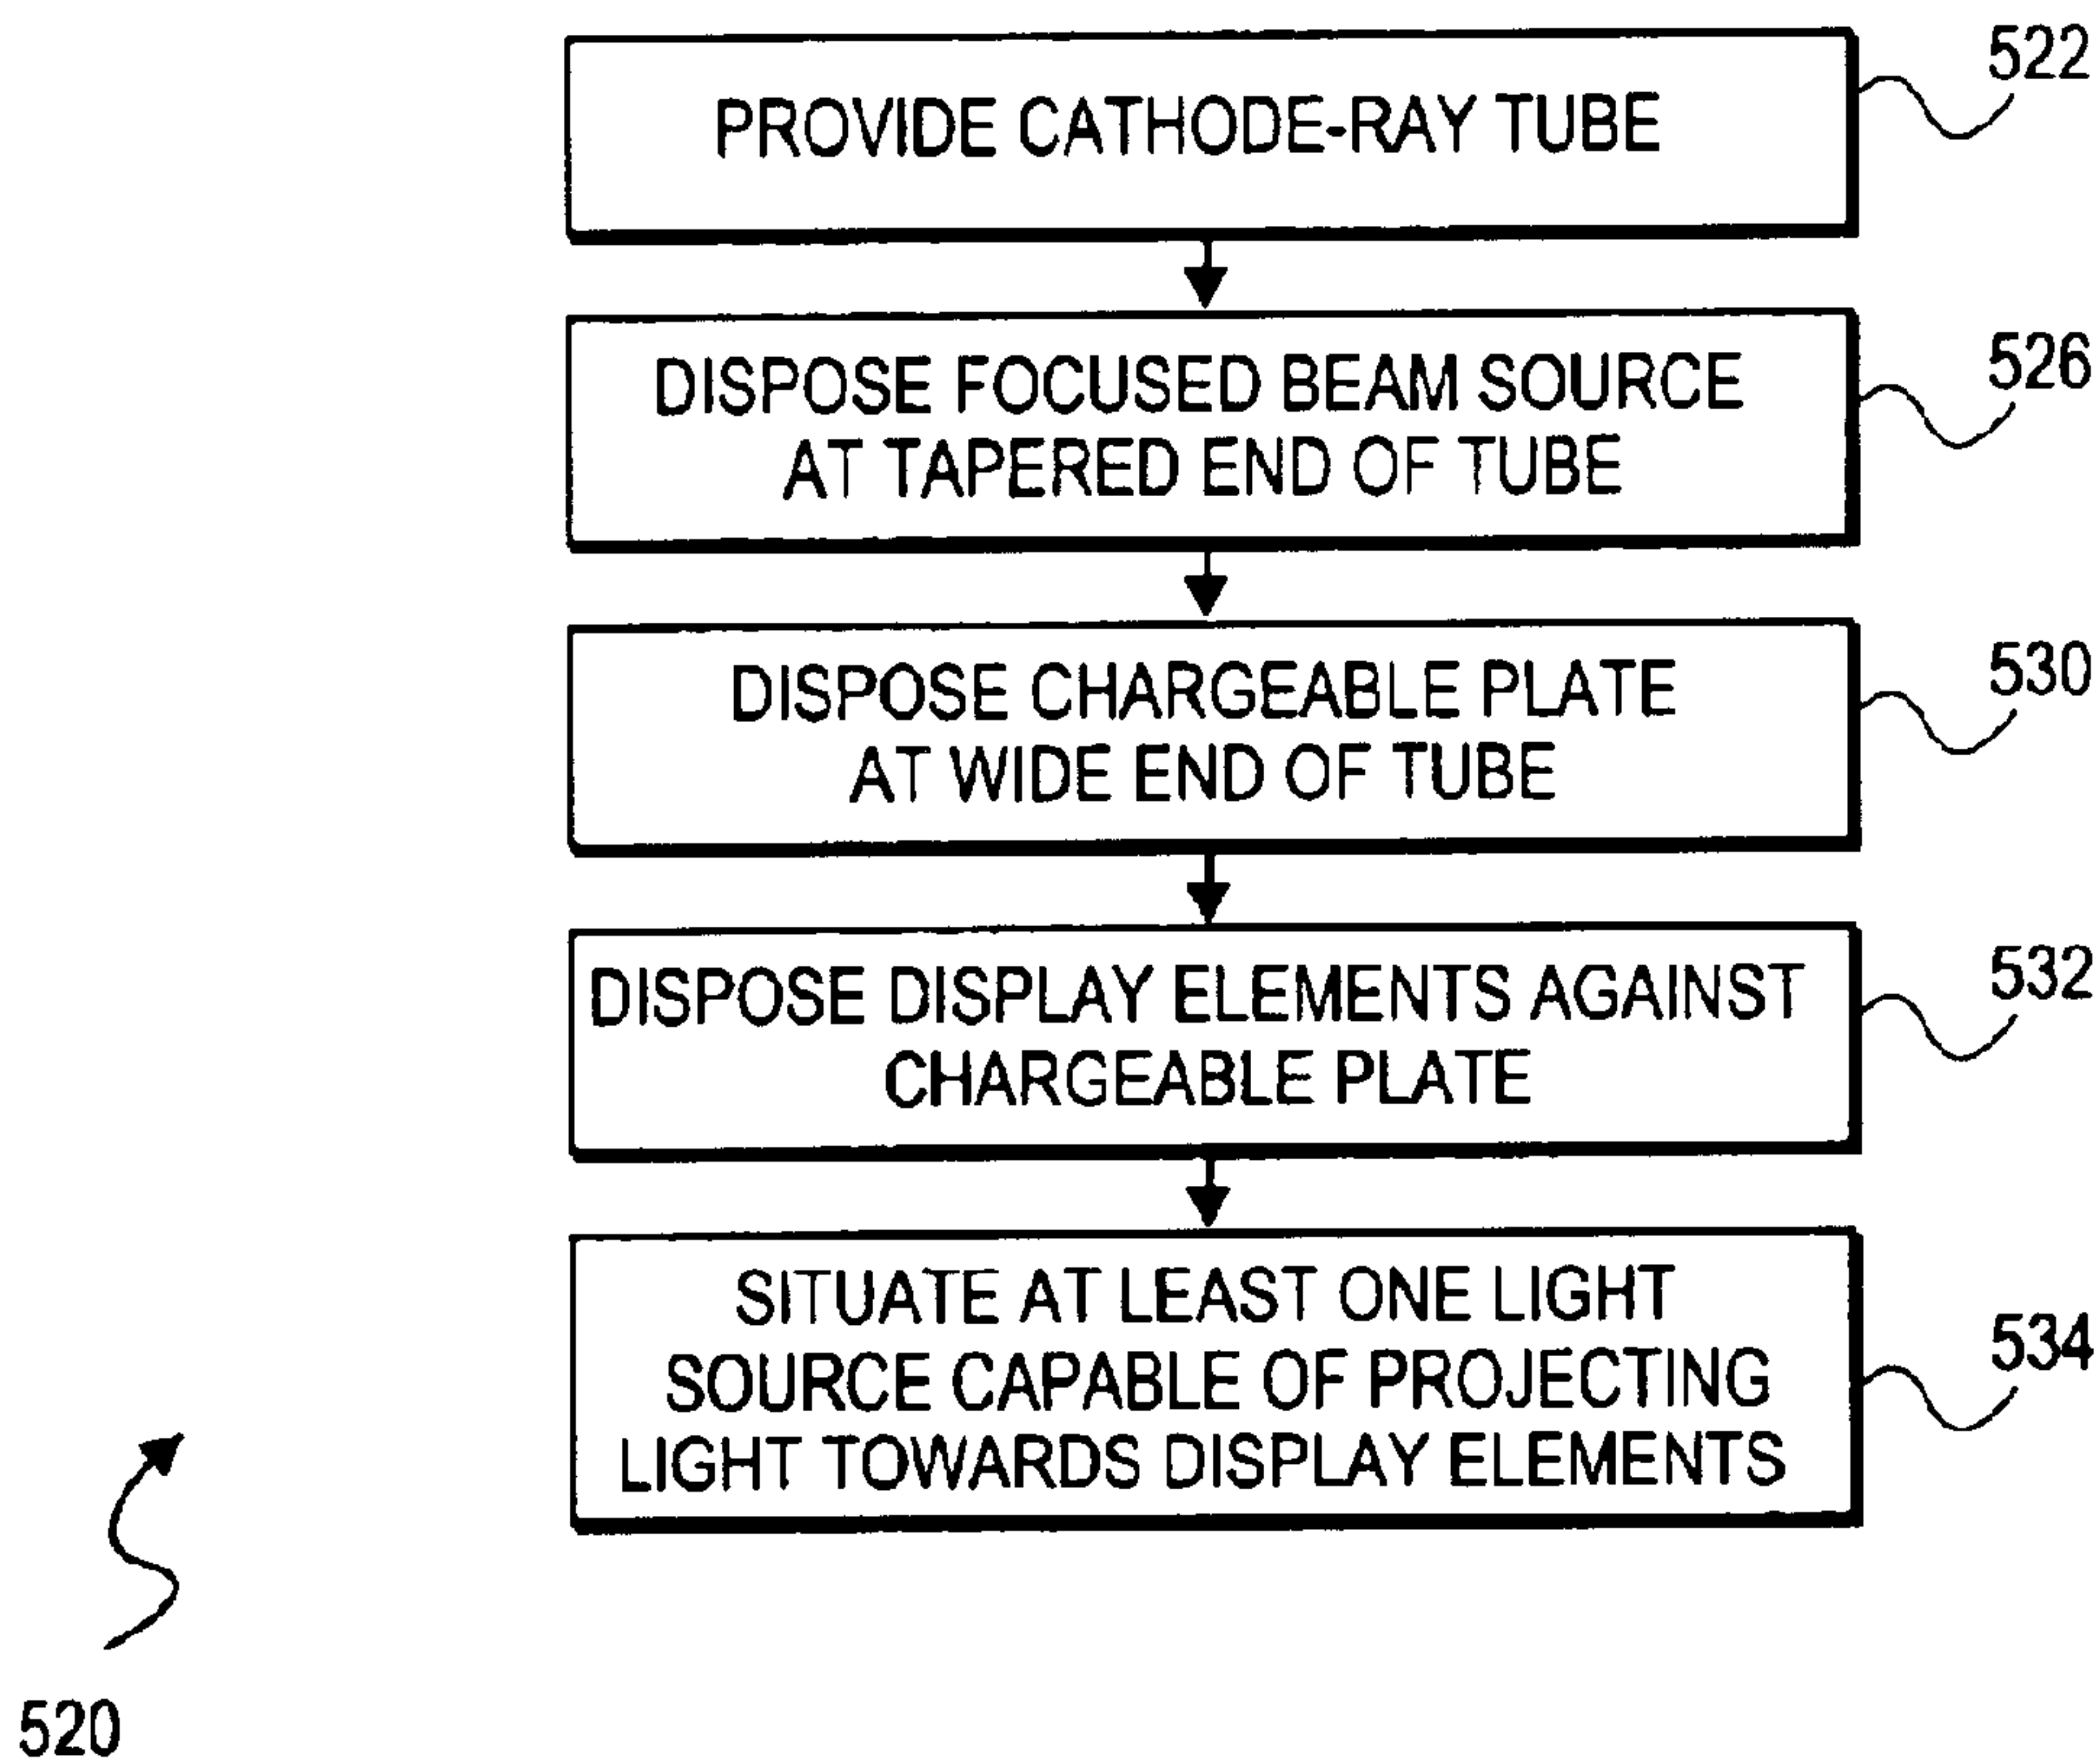 PROVIDE CATHODE-RAY TUBE
522
DISPOSE FOCUSED BEAM SOURCE
AT TAPERED END OF TUBE
526
DISPOSE CHARGEABLE PLATE
AT WIDE END OF TUBE
530
DISPOSE DISPLAY ELEMENTS AGAINST
CHARGEABLE PLATE
532
SITUATE AT LEAST ONE LIGHT
SOURCE CAPABLE OF PROJECTING
LIGHT TOWARDS DISPLAY ELEMENTS
534
520